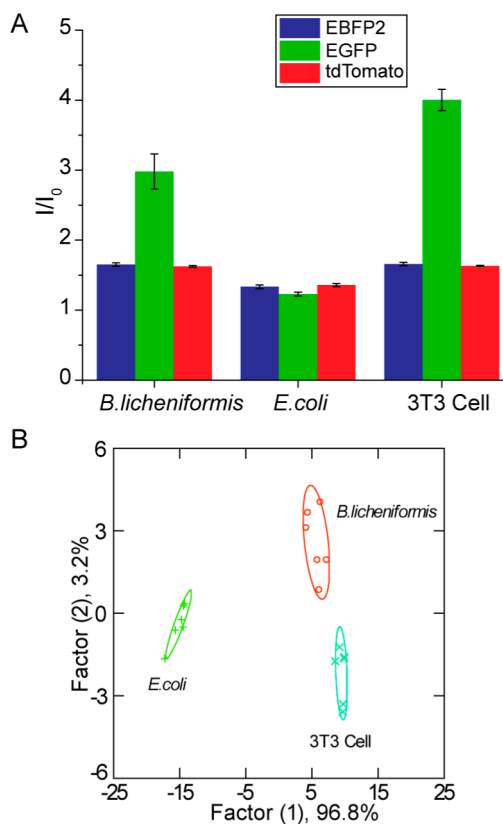 A
EBFP2
EGFP
tdTomato
5
4
3
2
1
0
I/I0
B.licheniformis E.coli 3T3 Cell
B
6
3
0
-3
-6
Factor (2), 3.2%
B.licheniformis
E.coli
3T3 Cell
-25 -15 -5 5 15 25
Factor (1), 96.8%